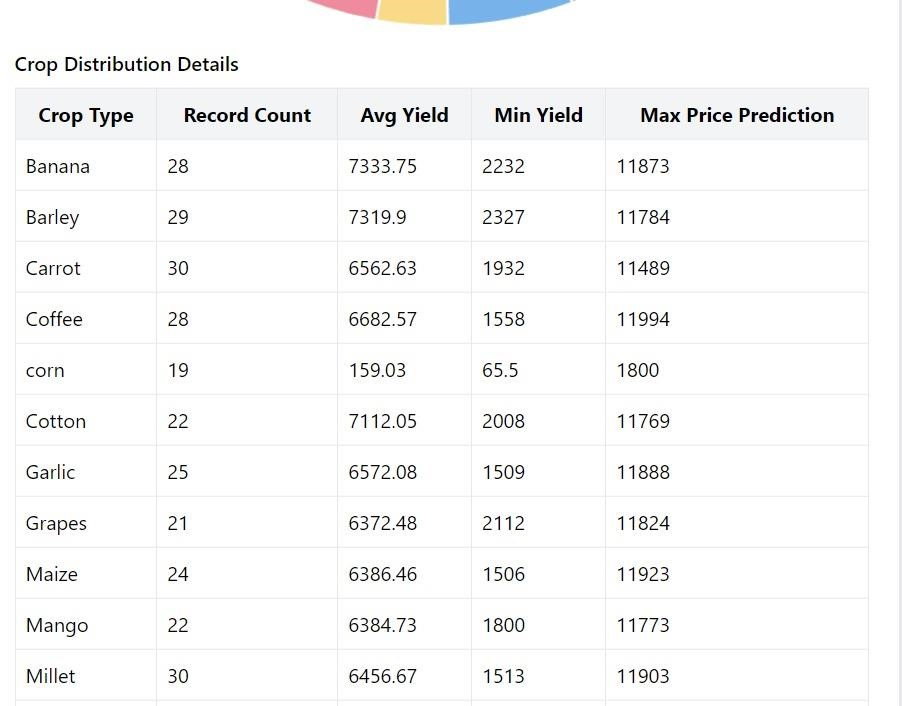 Crop Distribution Details
Crop Type Record Count Avg Yield Min Yield Max Price Prediction
Banana 28 7333.75 2232 11873
Barley 29 7319.9 2327 11784
Carrot 30 6562.63 1932 11489
Coffee 28 6682.57 1558 11994
corn 19 159.03 65.5 1800
Cotton 22 7112.05 2008 11769
Garlic 25 6572.08 1509 11888
Grapes 21 6372.48 2112 11824
Maize 24 6386.46 1506 11923
Mango 22 6384.73 1800 11773
Millet 30 6456.67 1513 11903